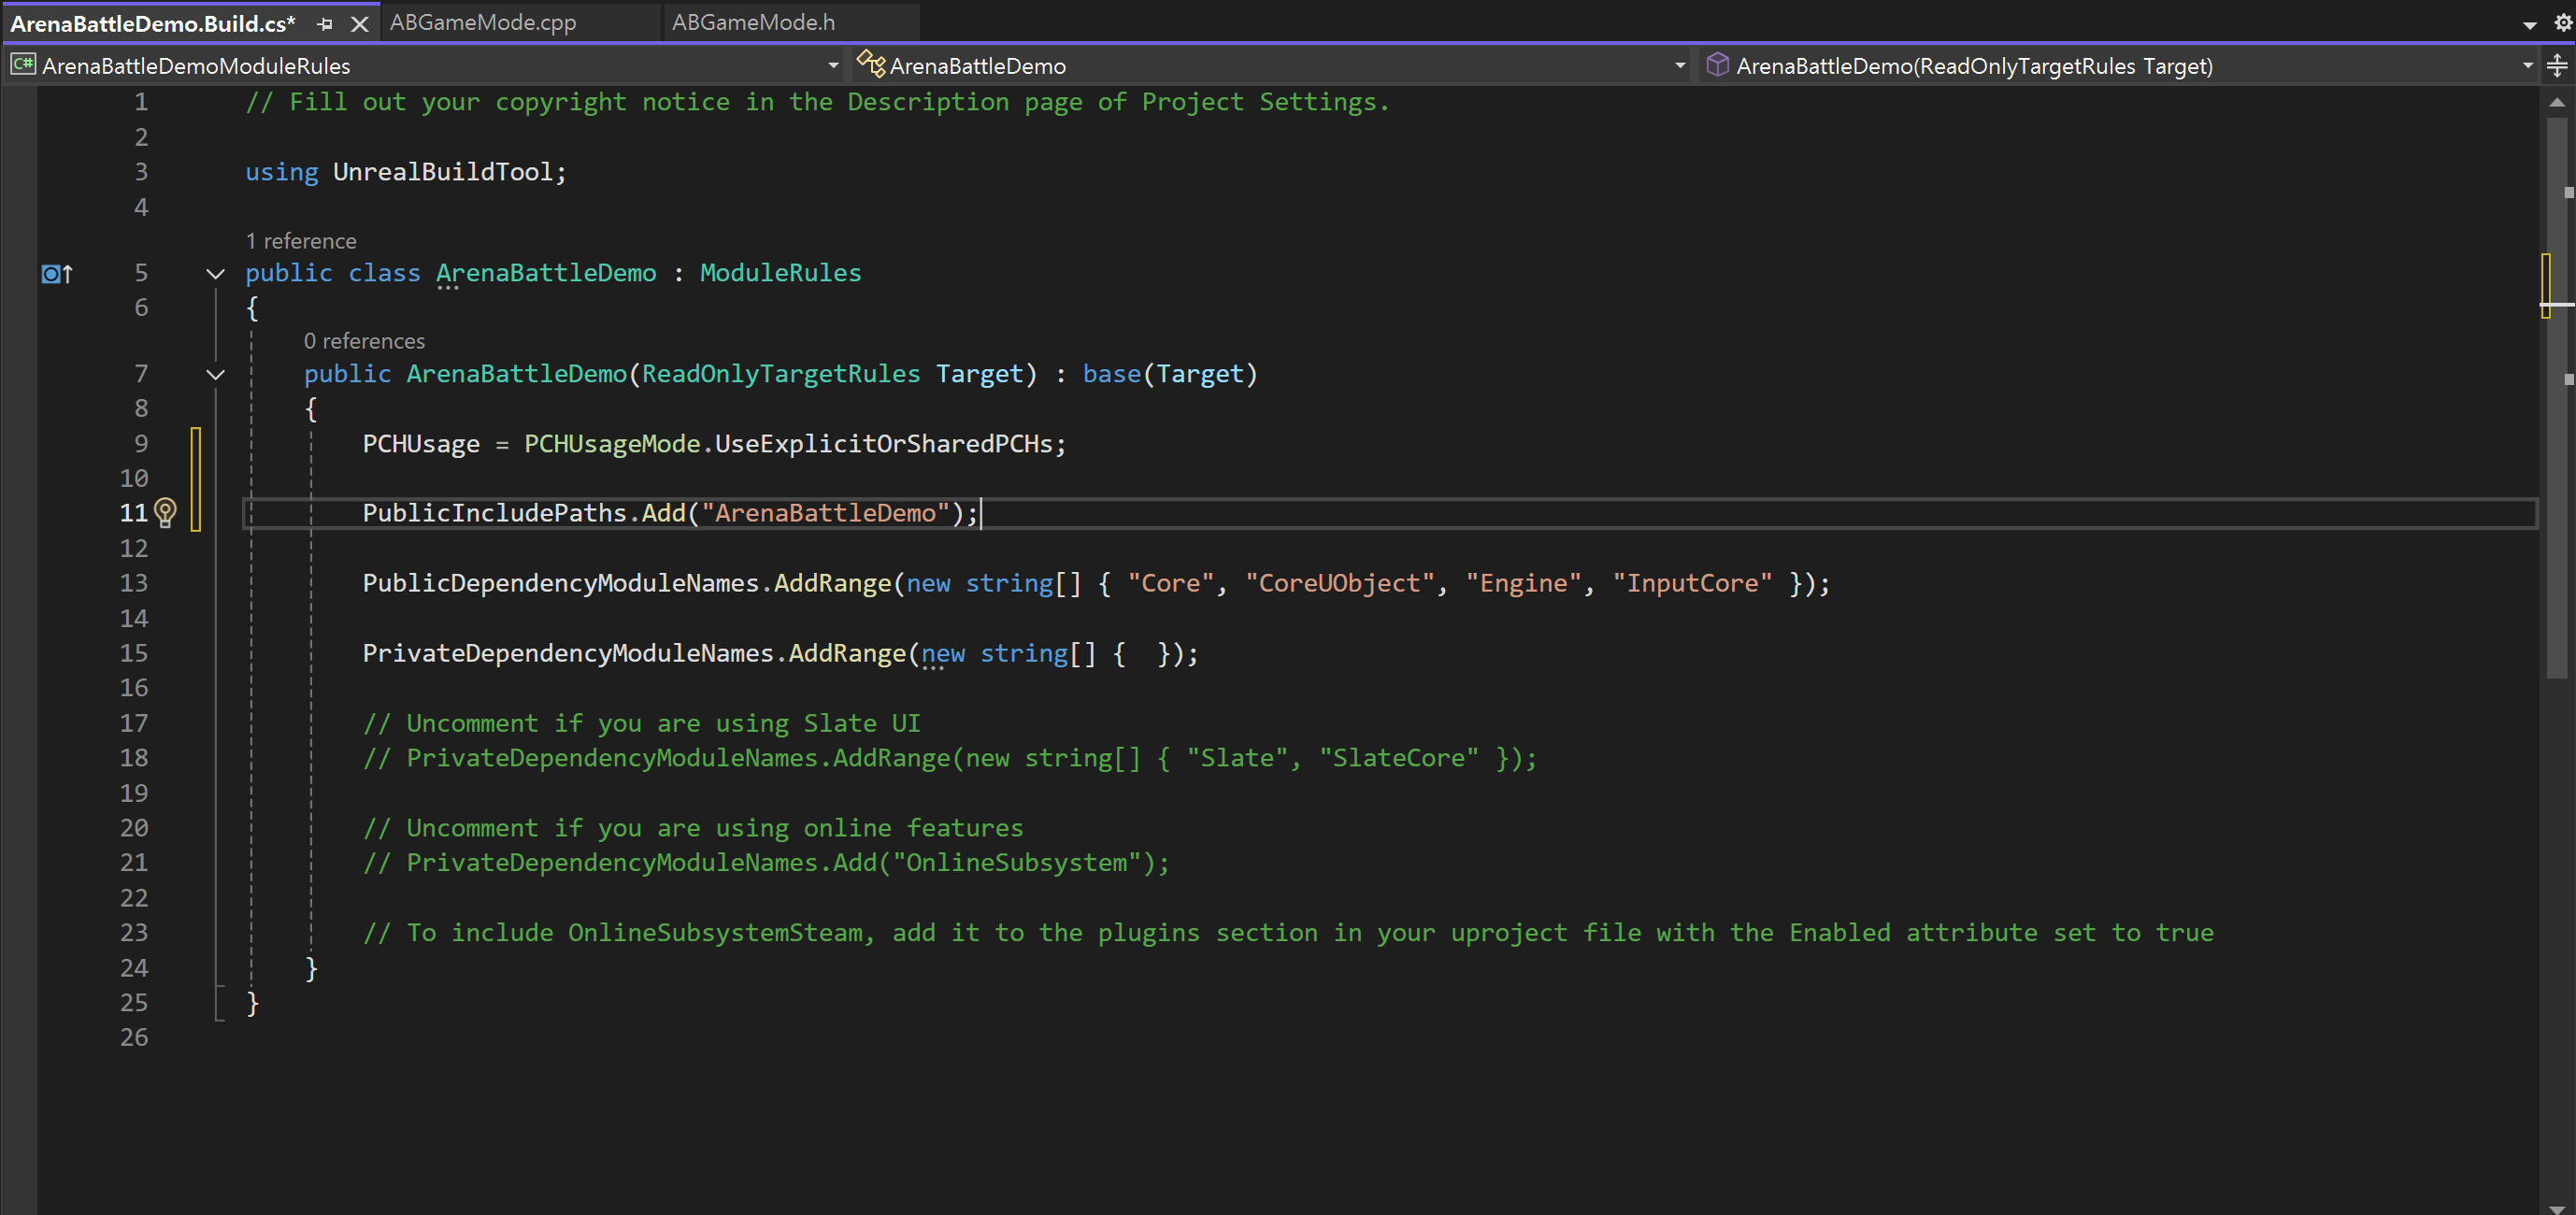 ArenaBattleDemo.Build.cs* ABGameMode.cpp ABGameMode.h
C# ArenaBattleDemoModuleRules ArenaBattleDemo ArenaBattleDemo(ReadOnlyTargetRules Target)
1 // Fill out your copyright notice in the Description page of Project Settings.
2
3 using UnrealBuildTool;
4
1 reference
5 public class ArenaBattleDemo : ModuleRules
6 {
0 references
7 public ArenaBattleDemo(ReadOnlyTargetRules Target) : base(Target)
8 {
9 PCHUsage = PCHUsageMode.UseExplicitOrSharedPCHs;
10
11 PublicIncludePaths.Add("ArenaBattleDemo");
12
13 PublicDependencyModuleNames.AddRange(new string[] { "Core", "CoreUObject", "Engine", "InputCore" });
14
15 PrivateDependencyModuleNames.AddRange(new string[] {  });
16
17 // Uncomment if you are using Slate UI
18 // PrivateDependencyModuleNames.AddRange(new string[] { "Slate", "SlateCore" });
19
20 // Uncomment if you are using online features
21 // PrivateDependencyModuleNames.Add("OnlineSubsystem");
22
23 // To include OnlineSubsystemSteam, add it to the plugins section in your uproject file with the Enabled attribute set to true
24 }
25 }
26